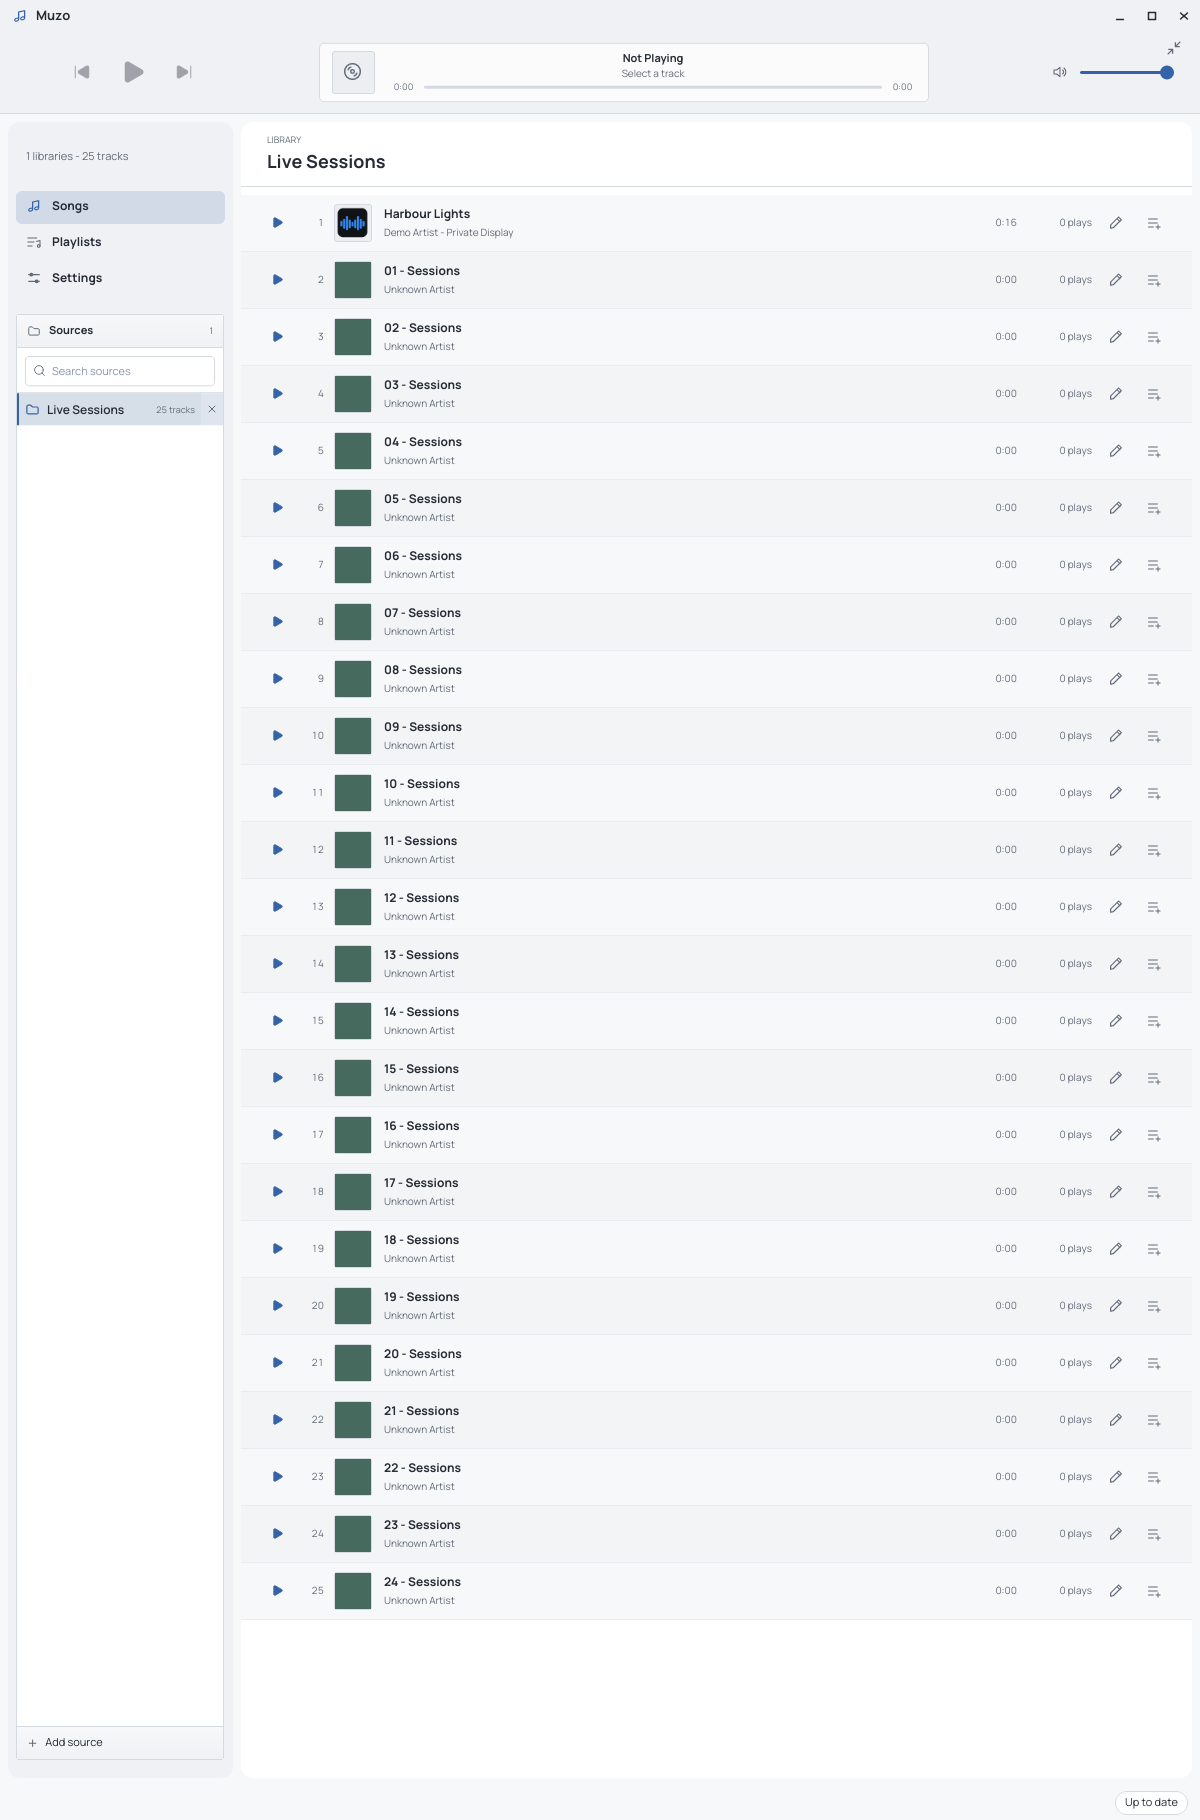 Muzo
Not Playing
Select a track
0:00
0:00
1 libraries - 25 tracks
Songs
Playlists
Settings
Sources 1
Search sources
Live Sessions 25 tracks
Add source
LIBRARY
Live Sessions
1 Harbour Lights 0:16 0 plays
Demo Artist - Private Display
2 01 - Sessions 0:00 0 plays
Unknown Artist
3 02 - Sessions 0:00 0 plays
Unknown Artist
4 03 - Sessions 0:00 0 plays
Unknown Artist
5 04 - Sessions 0:00 0 plays
Unknown Artist
6 05 - Sessions 0:00 0 plays
Unknown Artist
7 06 - Sessions 0:00 0 plays
Unknown Artist
8 07 - Sessions 0:00 0 plays
Unknown Artist
9 08 - Sessions 0:00 0 plays
Unknown Artist
10 09 - Sessions 0:00 0 plays
Unknown Artist
11 10 - Sessions 0:00 0 plays
Unknown Artist
12 11 - Sessions 0:00 0 plays
Unknown Artist
13 12 - Sessions 0:00 0 plays
Unknown Artist
14 13 - Sessions 0:00 0 plays
Unknown Artist
15 14 - Sessions 0:00 0 plays
Unknown Artist
16 15 - Sessions 0:00 0 plays
Unknown Artist
17 16 - Sessions 0:00 0 plays
Unknown Artist
18 17 - Sessions 0:00 0 plays
Unknown Artist
19 18 - Sessions 0:00 0 plays
Unknown Artist
20 19 - Sessions 0:00 0 plays
Unknown Artist
21 20 - Sessions 0:00 0 plays
Unknown Artist
22 21 - Sessions 0:00 0 plays
Unknown Artist
23 22 - Sessions 0:00 0 plays
Unknown Artist
24 23 - Sessions 0:00 0 plays
Unknown Artist
25 24 - Sessions 0:00 0 plays
Unknown Artist
Up to date